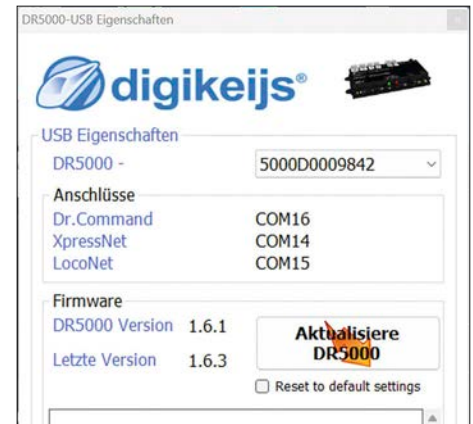 DR5000-USB Eigenschaften
digikeijs®
USB Eigenschaften
DR5000 - 5000D0009842
Anschlüsse
Dr.Command COM16
XpressNet COM14
LocoNet COM15
Firmware
DR5000 Version 1.6.1
Aktualisiere
DR5000
Letzte Version 1.6.3
Reset to default settings